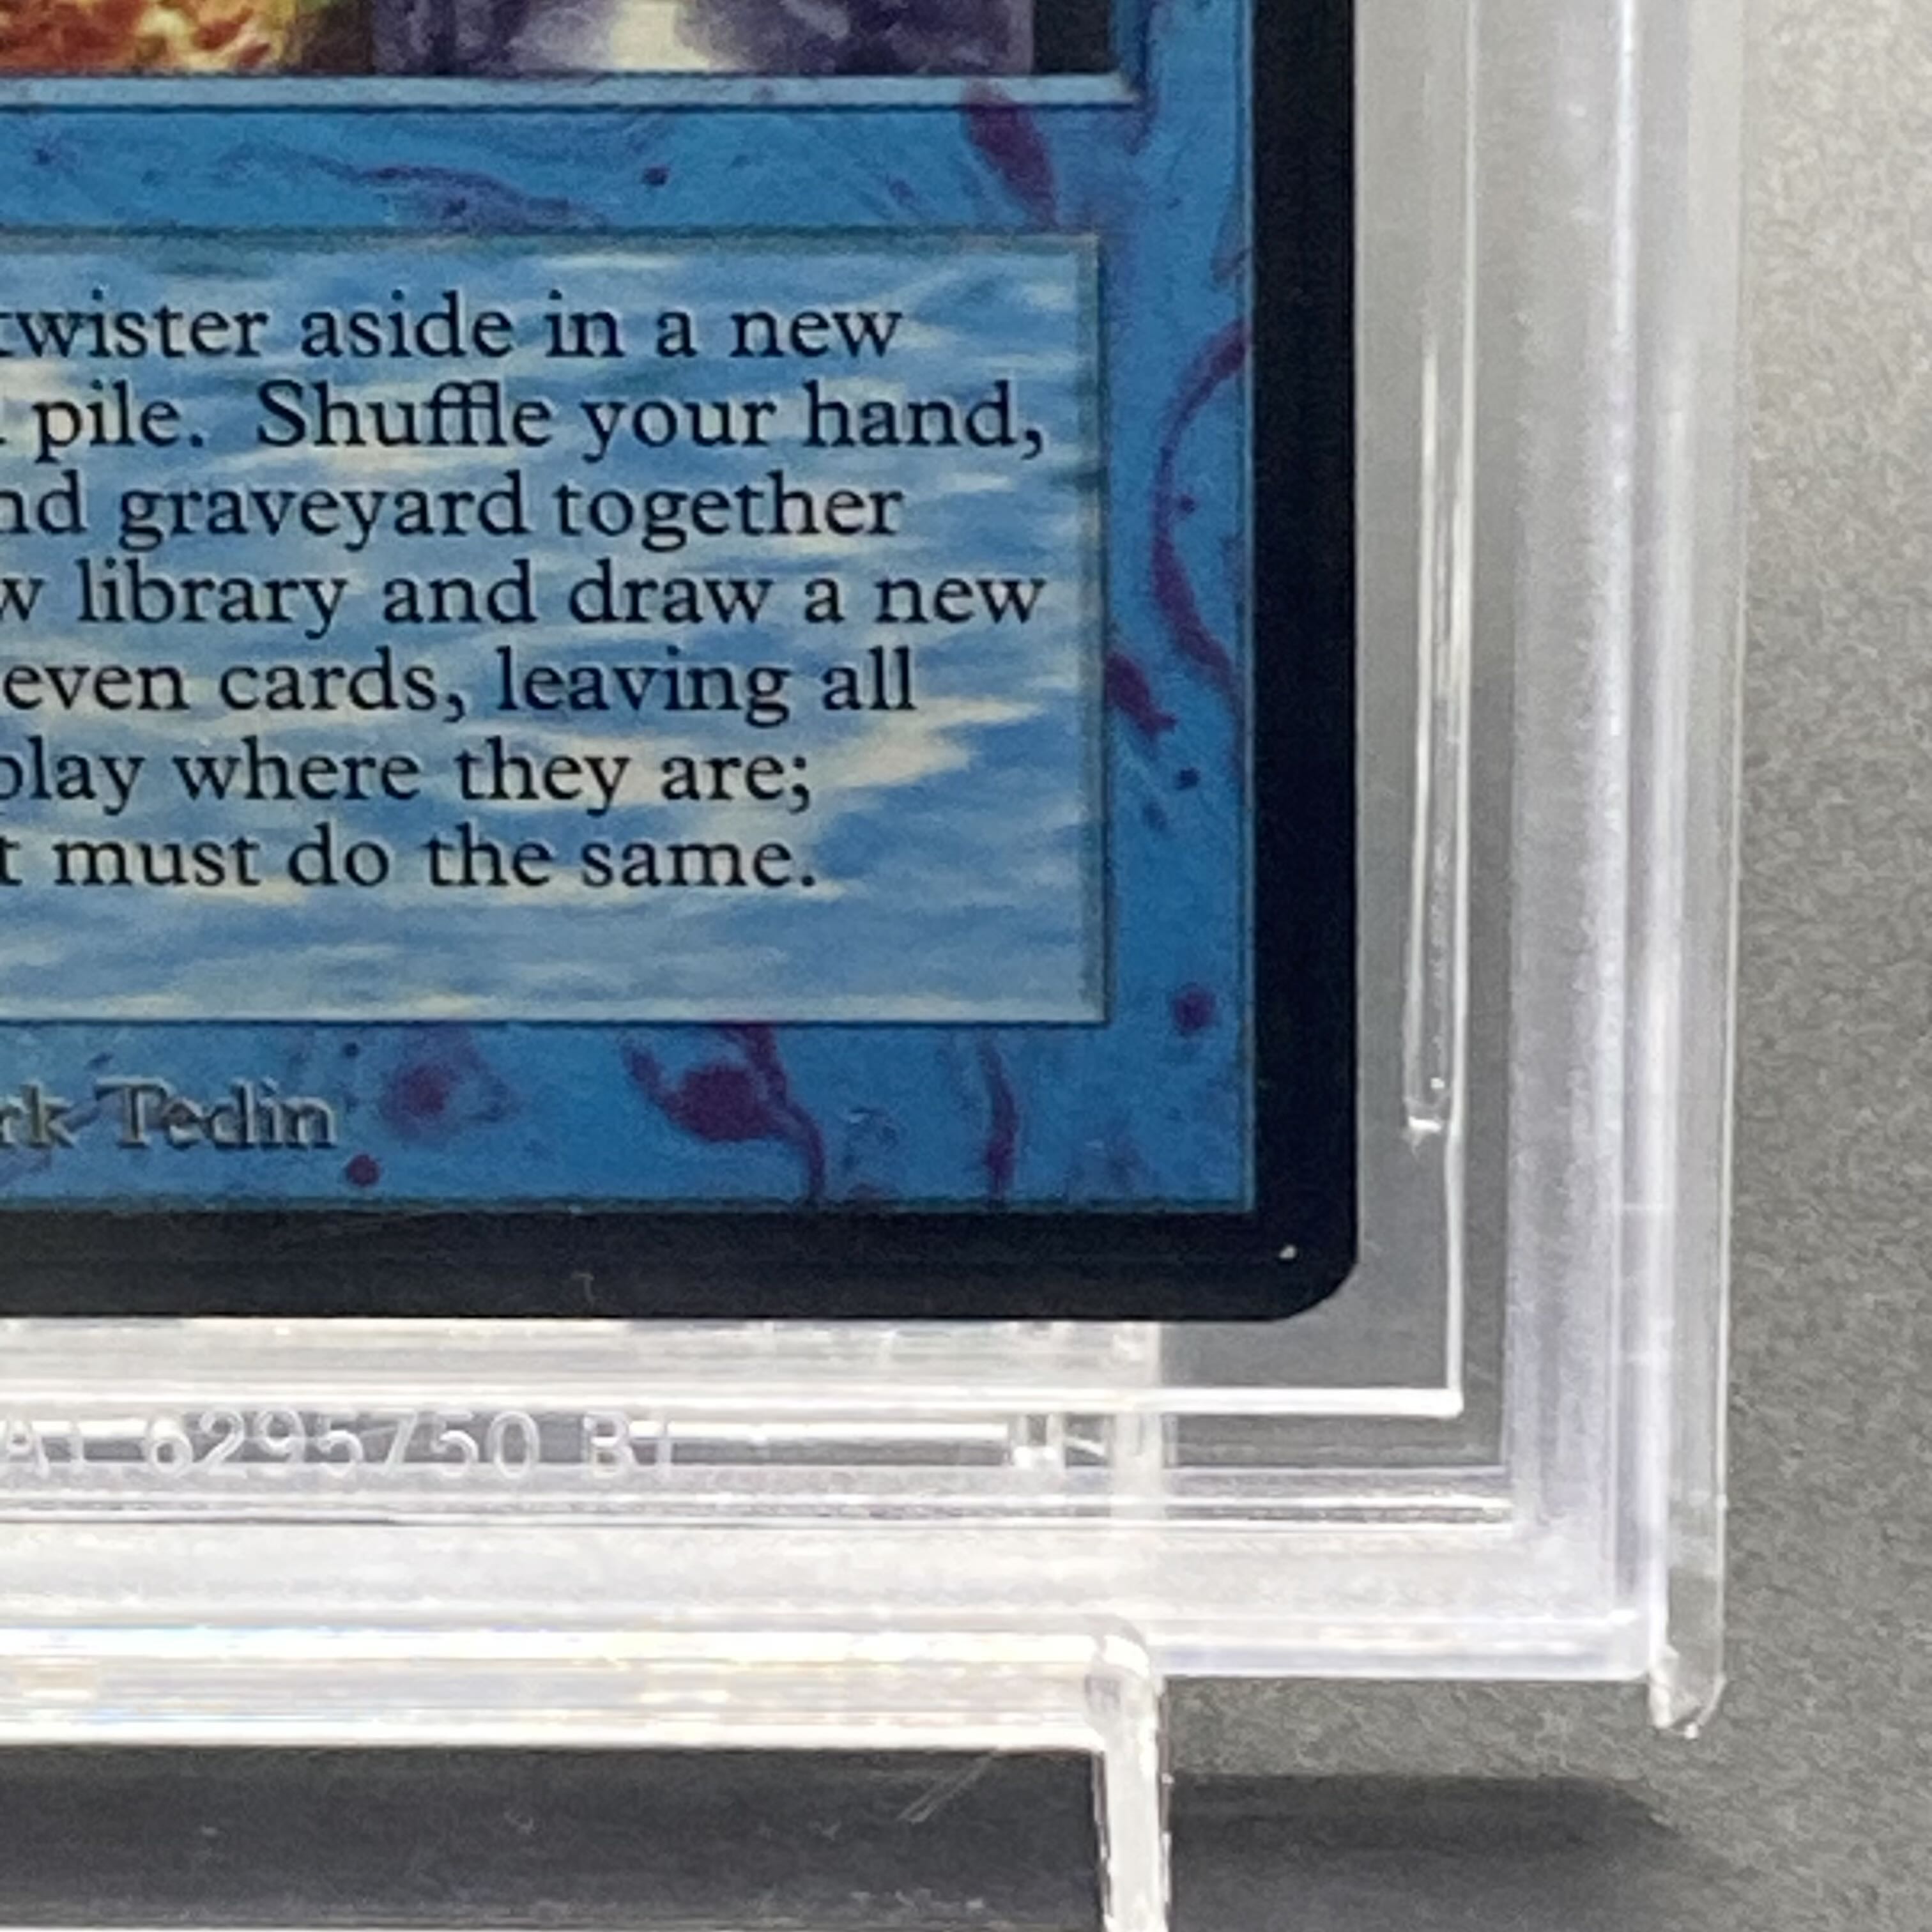 twister aside in a new
pile. Shuffle your hand,
nd graveyard together
w library and draw a new
even cards, leaving all
play where they are;
t must do the same.
rk Tedin
6295750 B1